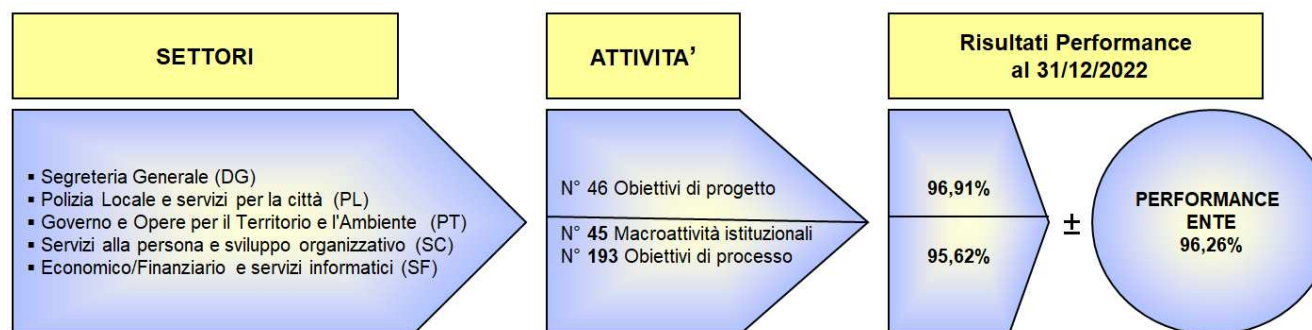 SETTORI
▪ Segreteria Generale (DG)
▪ Polizia Locale e servizi per la città (PL)
▪ Governo e Opere per il Territorio e l'Ambiente (PT)
▪ Servizi alla persona e sviluppo organizzativo (SC)
▪ Economico/Finanziario e servizi informatici (SF)
ATTIVITA’
N° 46 Obiettivi di progetto
N° 45 Macroattività istituzionali
N° 193 Obiettivi di processo
Risultati Performance
al 31/12/2022
96,91%
95,62%
±
PERFORMANCE
ENTE
96,26%